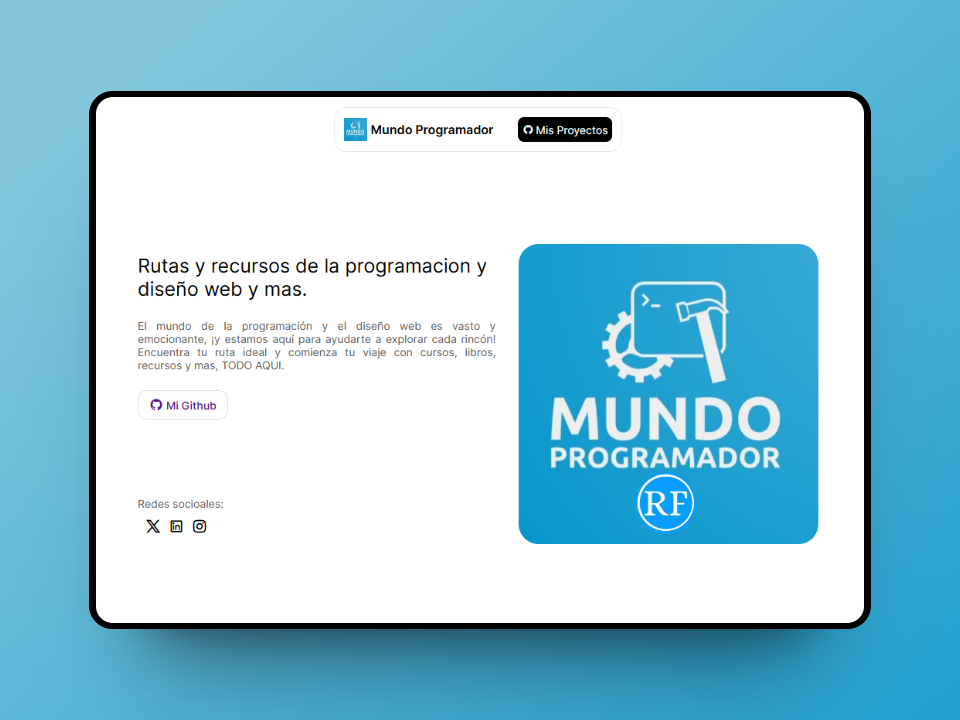 Mundo Programador
Mis Proyectos
Rutas y recursos de la programacion y
diseño web y mas.
El mundo de la programación y el diseño web es vasto y
emocionante, ¡y estamos aquí para ayudarte a explorar cada rincón!
Encuentra tu ruta ideal y comienza tu viaje con cursos, libros,
recursos y mas, TODO AQUI.
Mi Github
Redes socioales:
MUNDO
PROGRAMADOR
RF